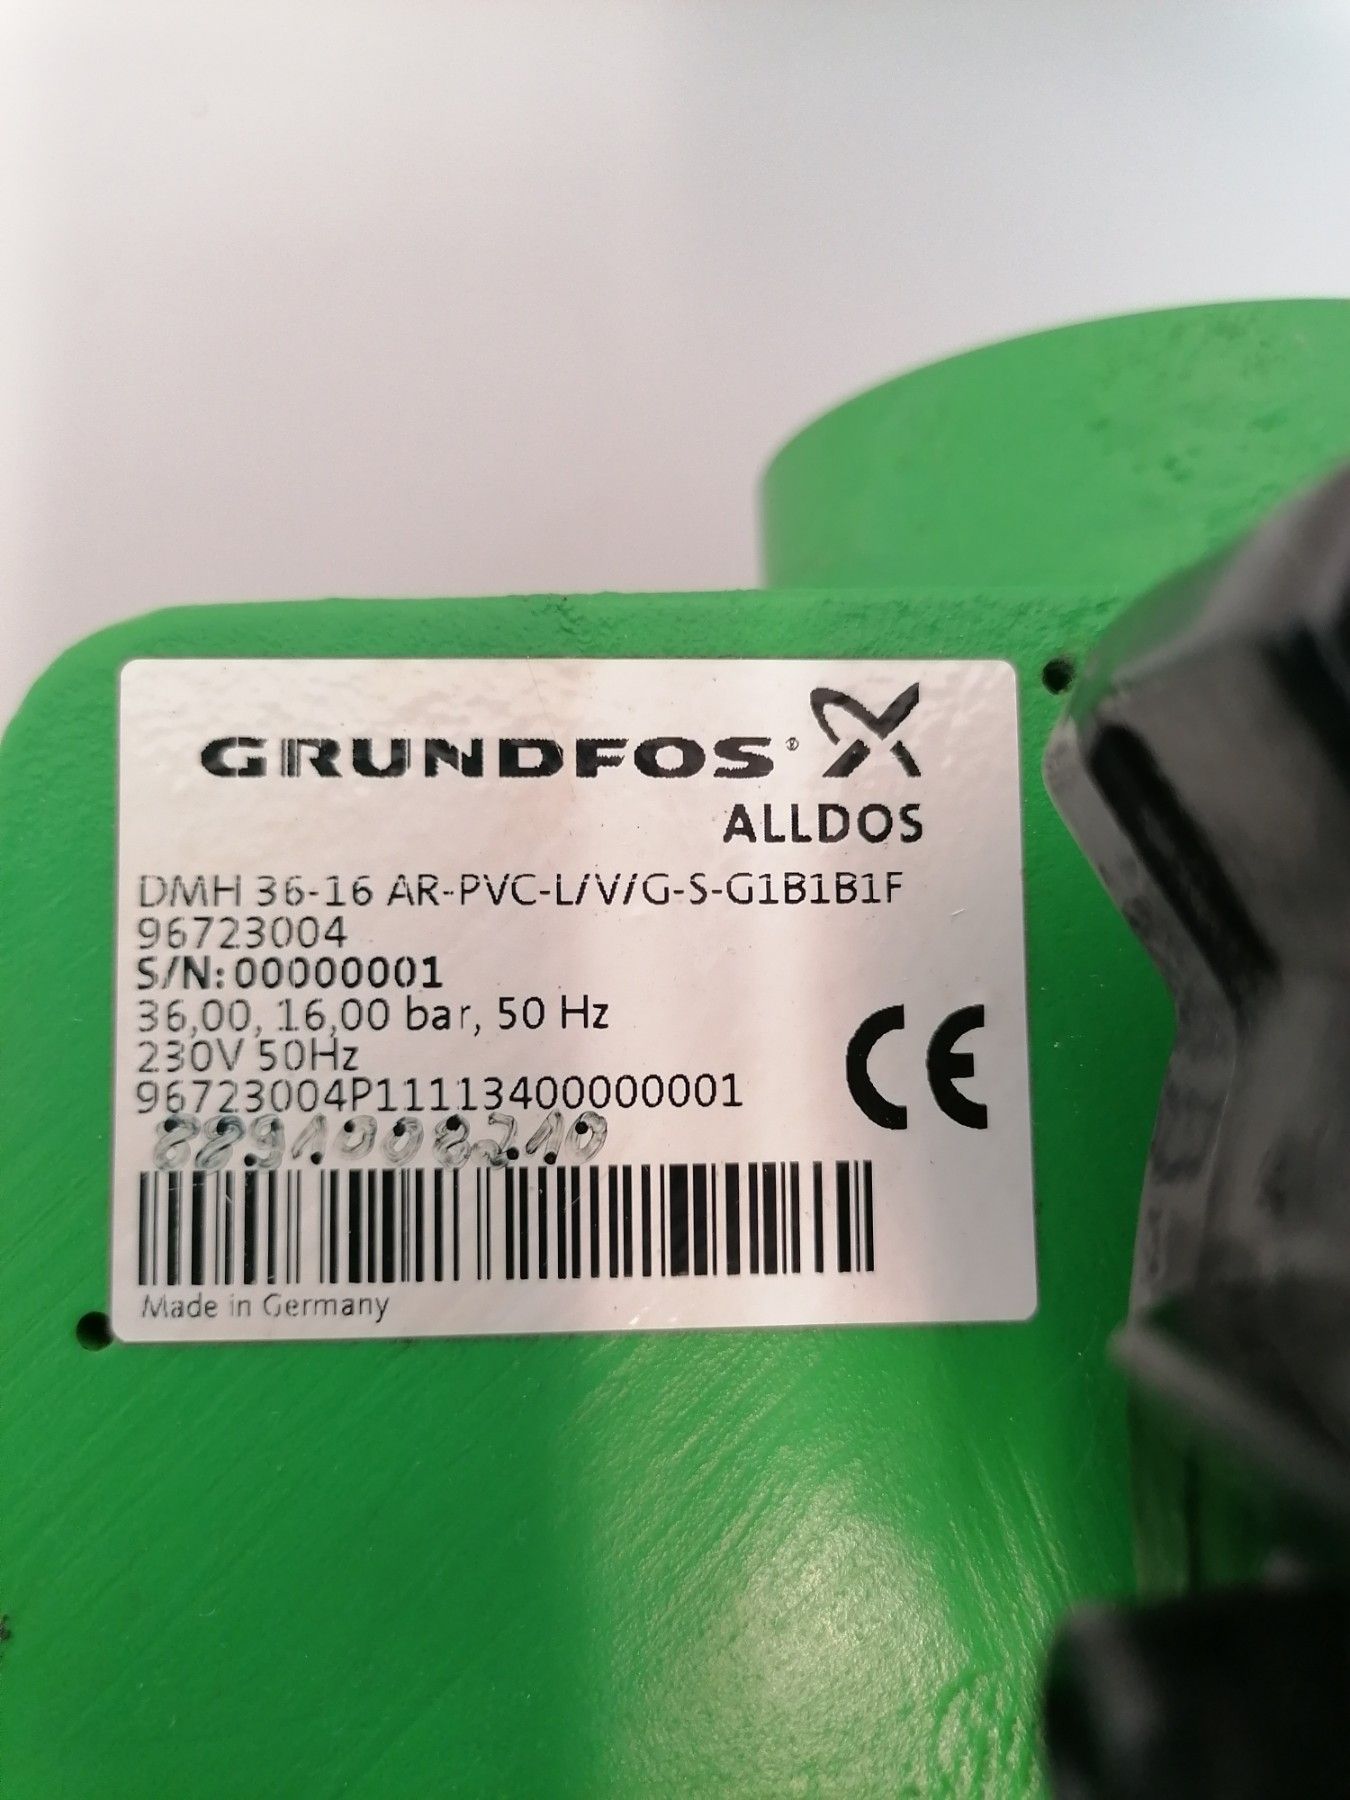 GRUNDFOS®
ALLDOS
DMH 36-16 AR-PVC-L/V/G-S-G1B1B1F
96723004
S/N:00000001
36,00, 16,00 bar, 50 Hz
230V 50Hz
96723004P11113400000001
CE
Made in Germany